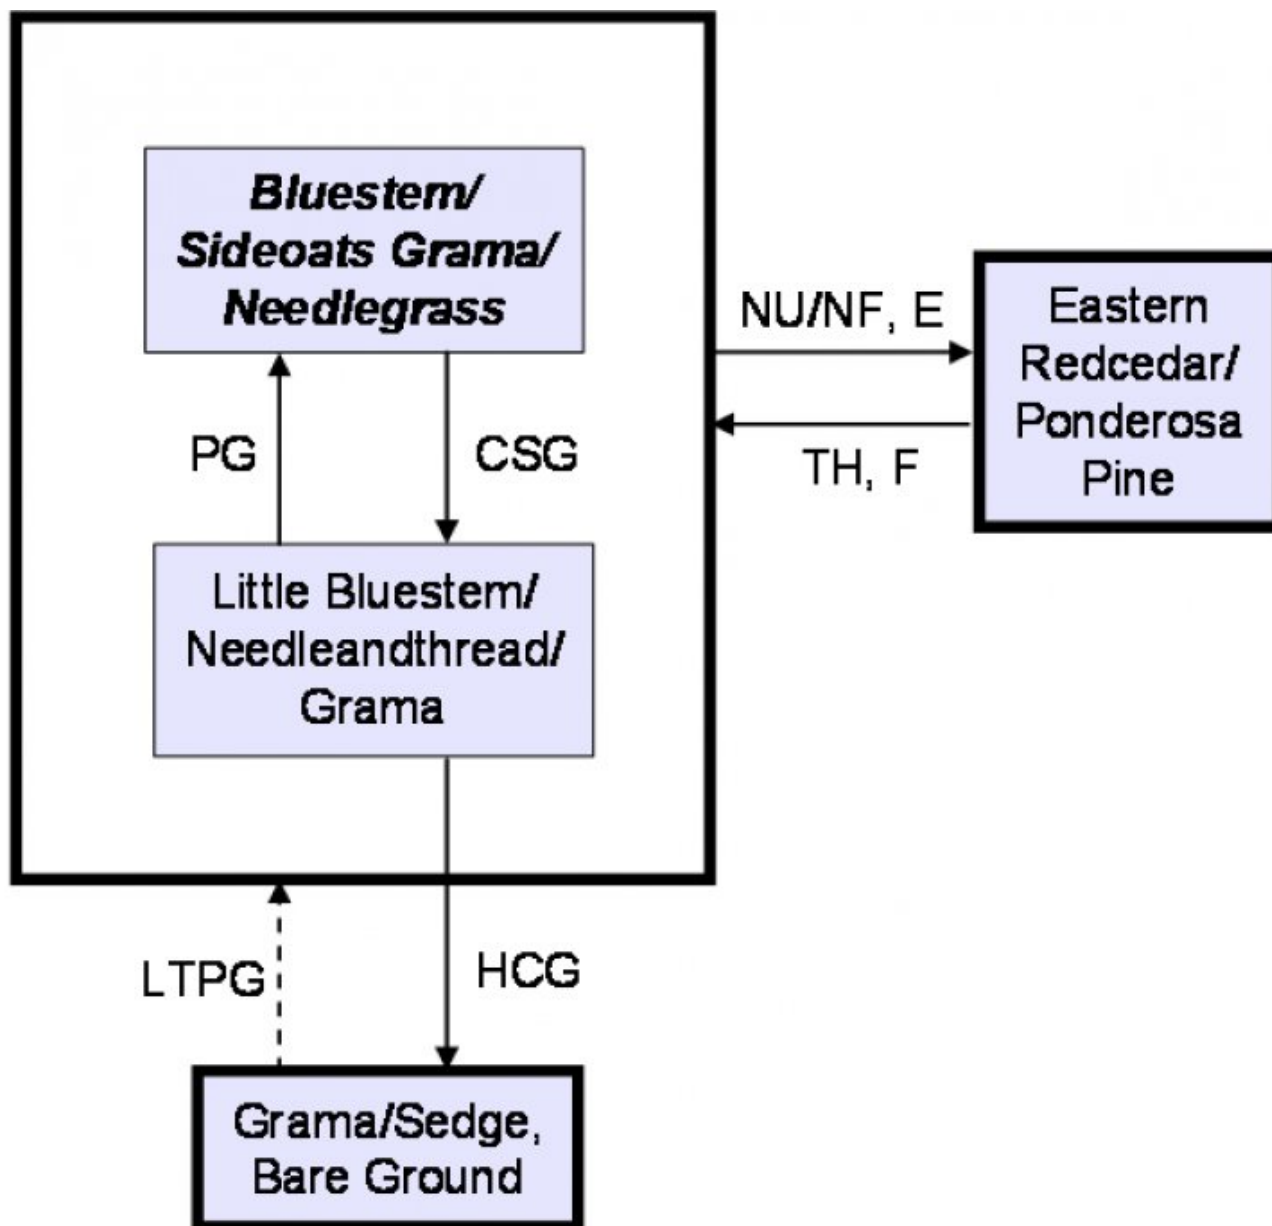 Bluestem/
Sideoats Grama/
Needlegrass
NU/NF, E
Eastern
Redcedar/
Ponderosa
Pine
TH, F
PG
CSG
Little Bluestem/
Needleandthread/
Grama
LTPG
HCG
Grama/Sedge,
Bare Ground